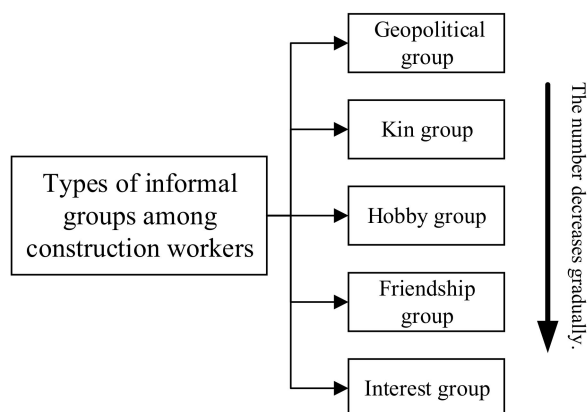 Types of informal
groups among
construction workers
Geopolitical
group
Kin group
Hobby group
Friendship
group
Interest group
The number decreases gradually.